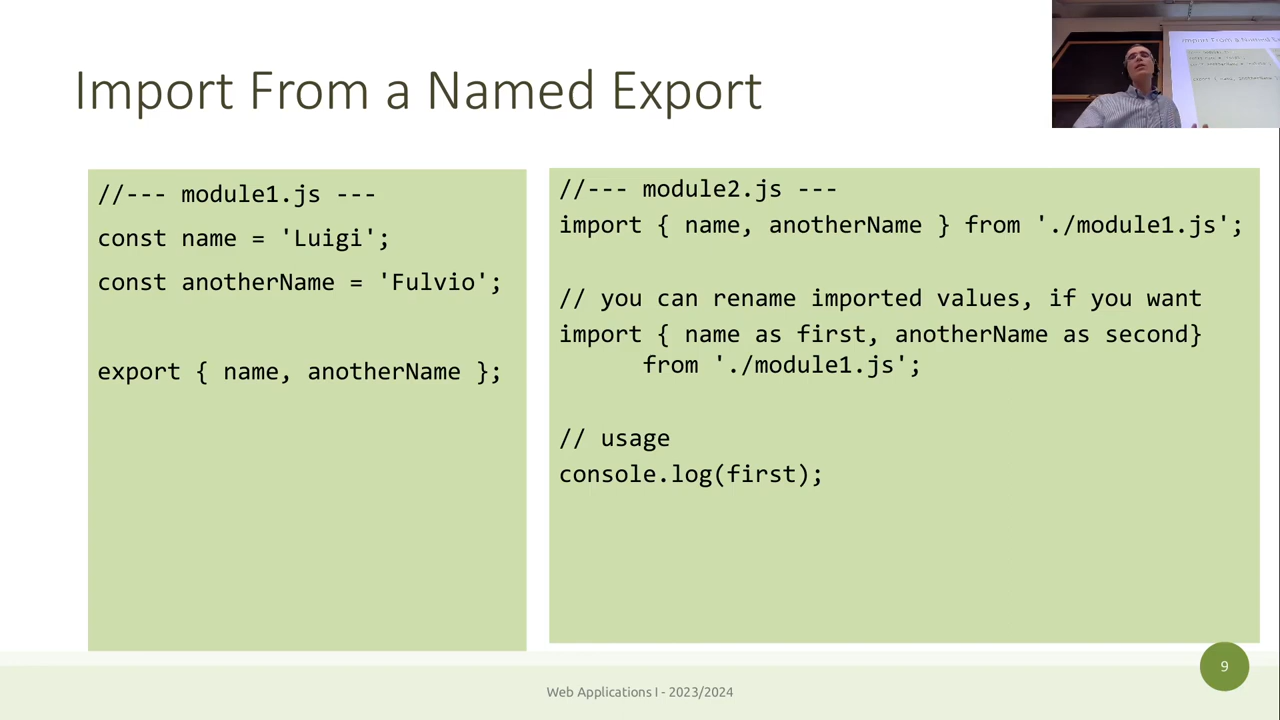 Import From a Named Export
//--- module1.js ---
const name = 'Luigi';
const anotherName = 'Fulvio';
export { name, anotherName };
//--- module2.js ---
import { name, anotherName } from './module1.js';
// you can rename imported values, if you want
import { name as first, anotherName as second}
from './module1.js';
// usage
console.log(first);
9
Web Applications I - 2023/2024